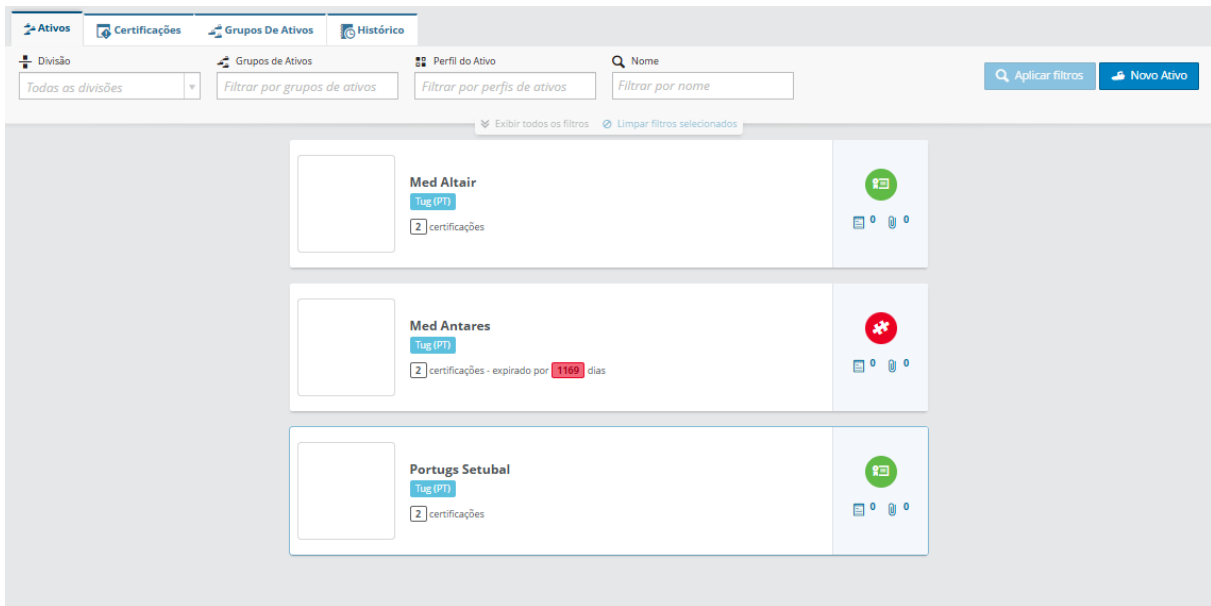 Ativos Certificações Grupos De Ativos Histórico
Divisão Grupos de Ativos Perfil do Ativo Nome
Todas as divisões Filtrar por grupos de ativos Filtrar por perfis de ativos Filtrar por nome Aplicar filtros Novo Ativo
Exibir todos os filtros Limpar filtros selecionados
Med Altair
Tug (PT)
2 certificações
0 0
Med Antares
Tug (PT)
2 certificações - expirado por 1169 dias
0 0
Portugs Setubal
Tug (PT)
2 certificações
0 0